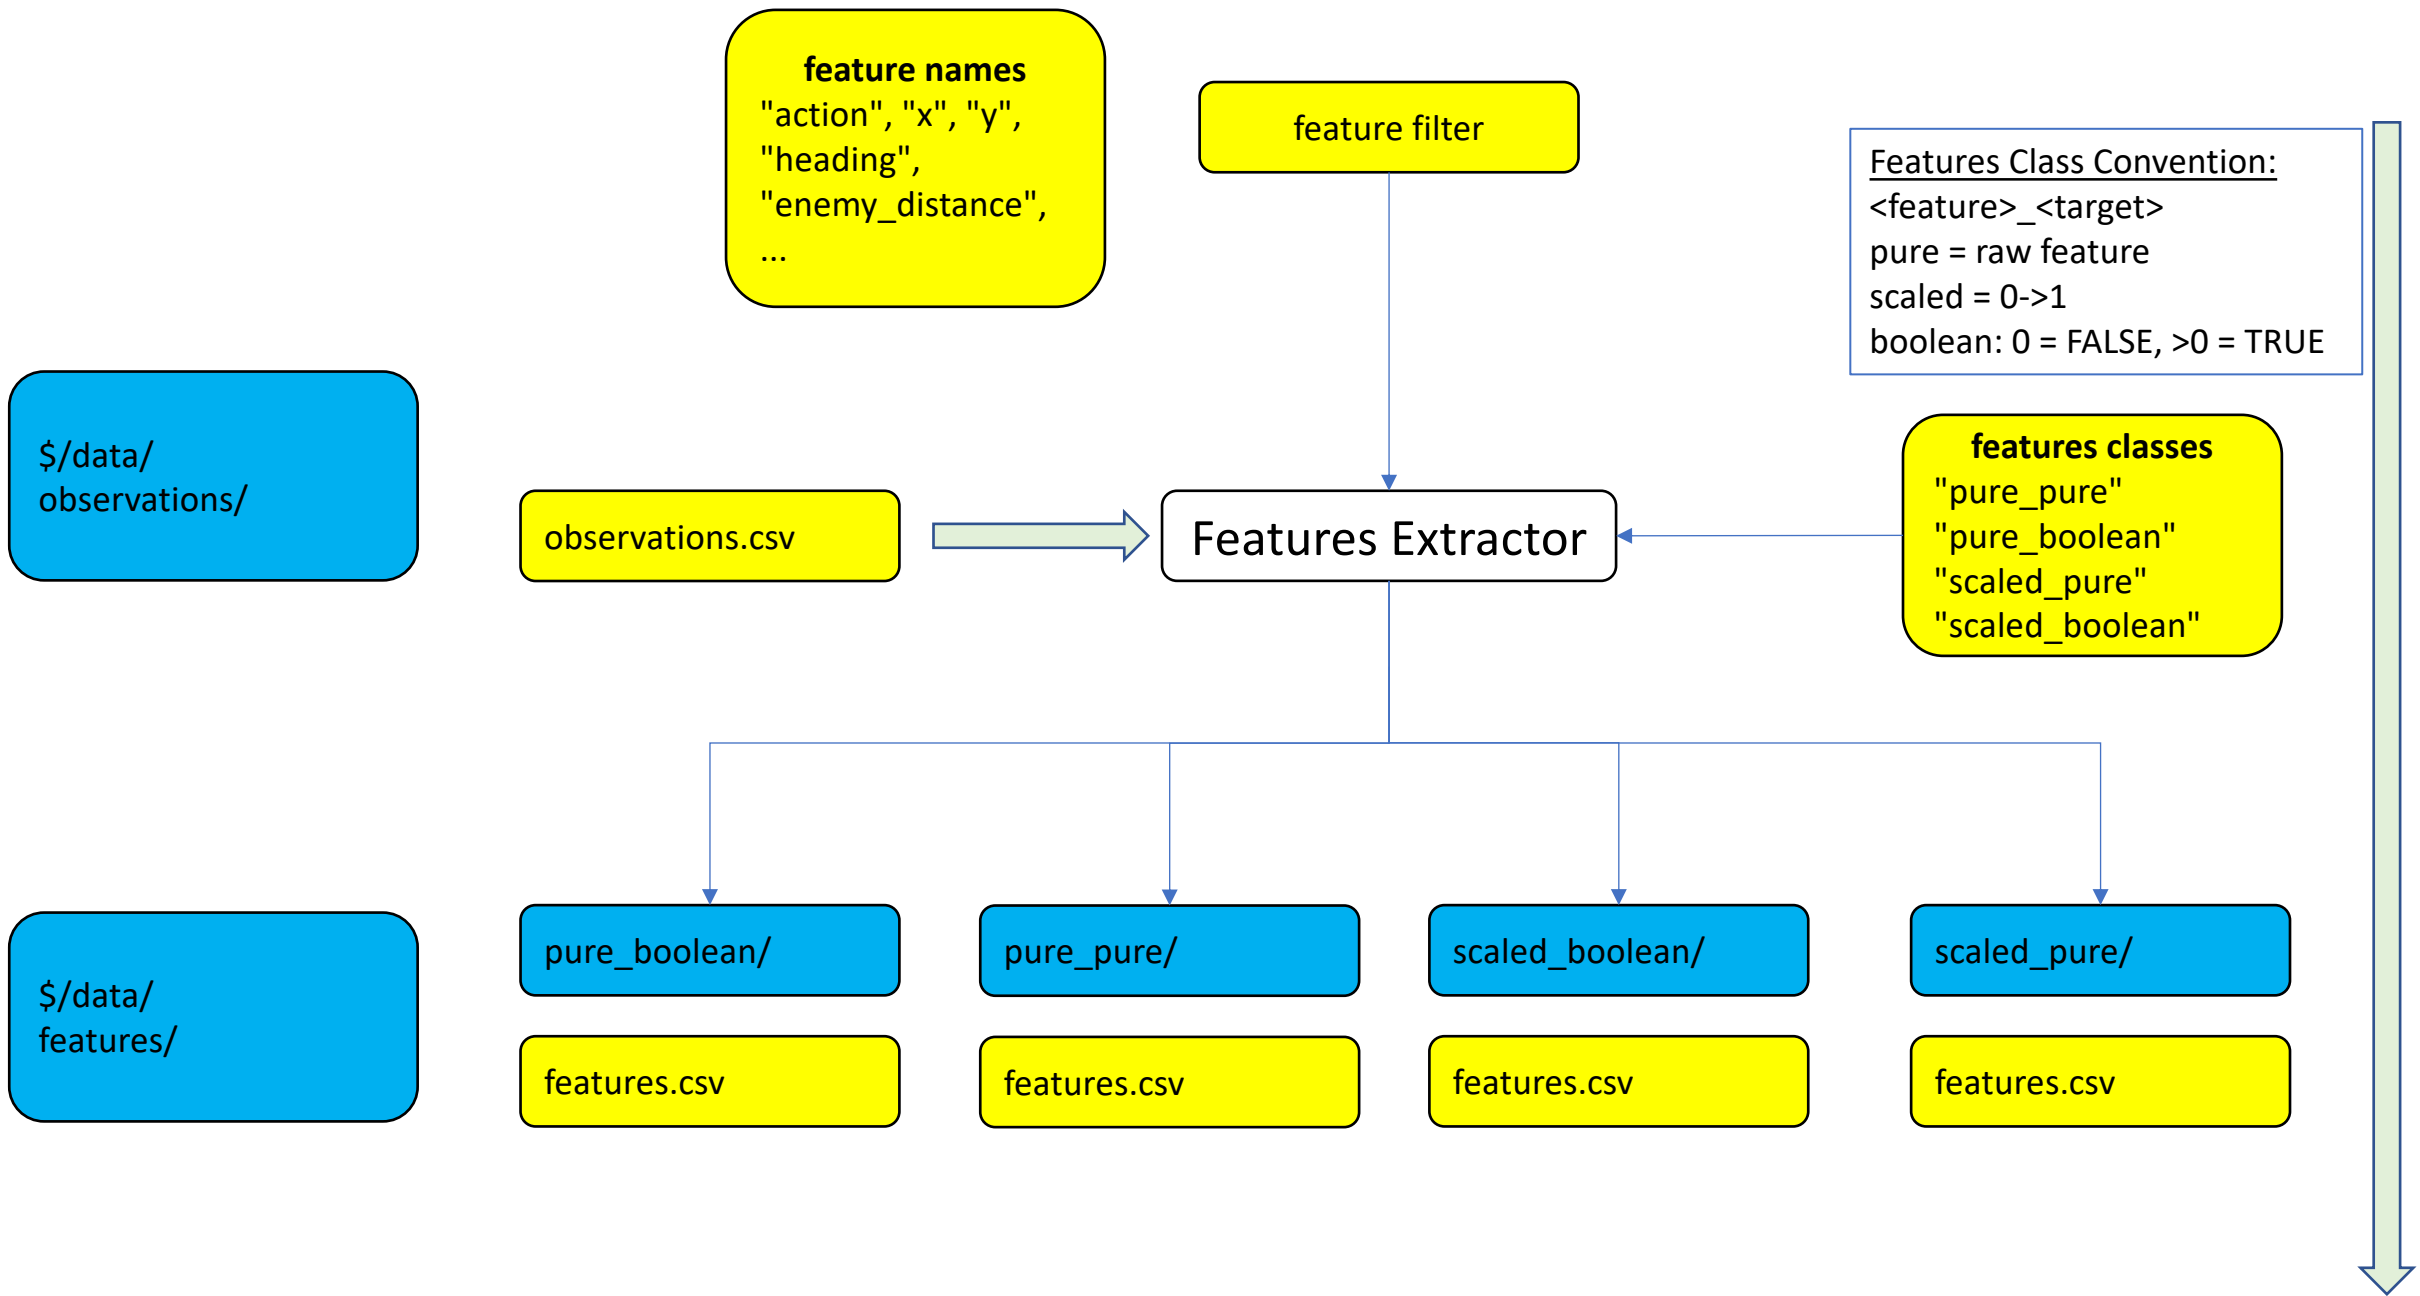 feature names
"action", "x", "y",
"heading",
"enemy_distance",
...
feature filter
Features Class Convention:
<feature>_<target>
pure = raw feature
scaled = 0->1
boolean: 0 = FALSE, >0 = TRUE
$/data/
observations/
observations.csv
Features Extractor
features classes
"pure_pure"
"pure_boolean"
"scaled_pure"
"scaled_boolean"
$/data/
features/
pure_boolean/
pure_pure/
scaled_boolean/
scaled_pure/
features.csv
features.csv
features.csv
features.csv